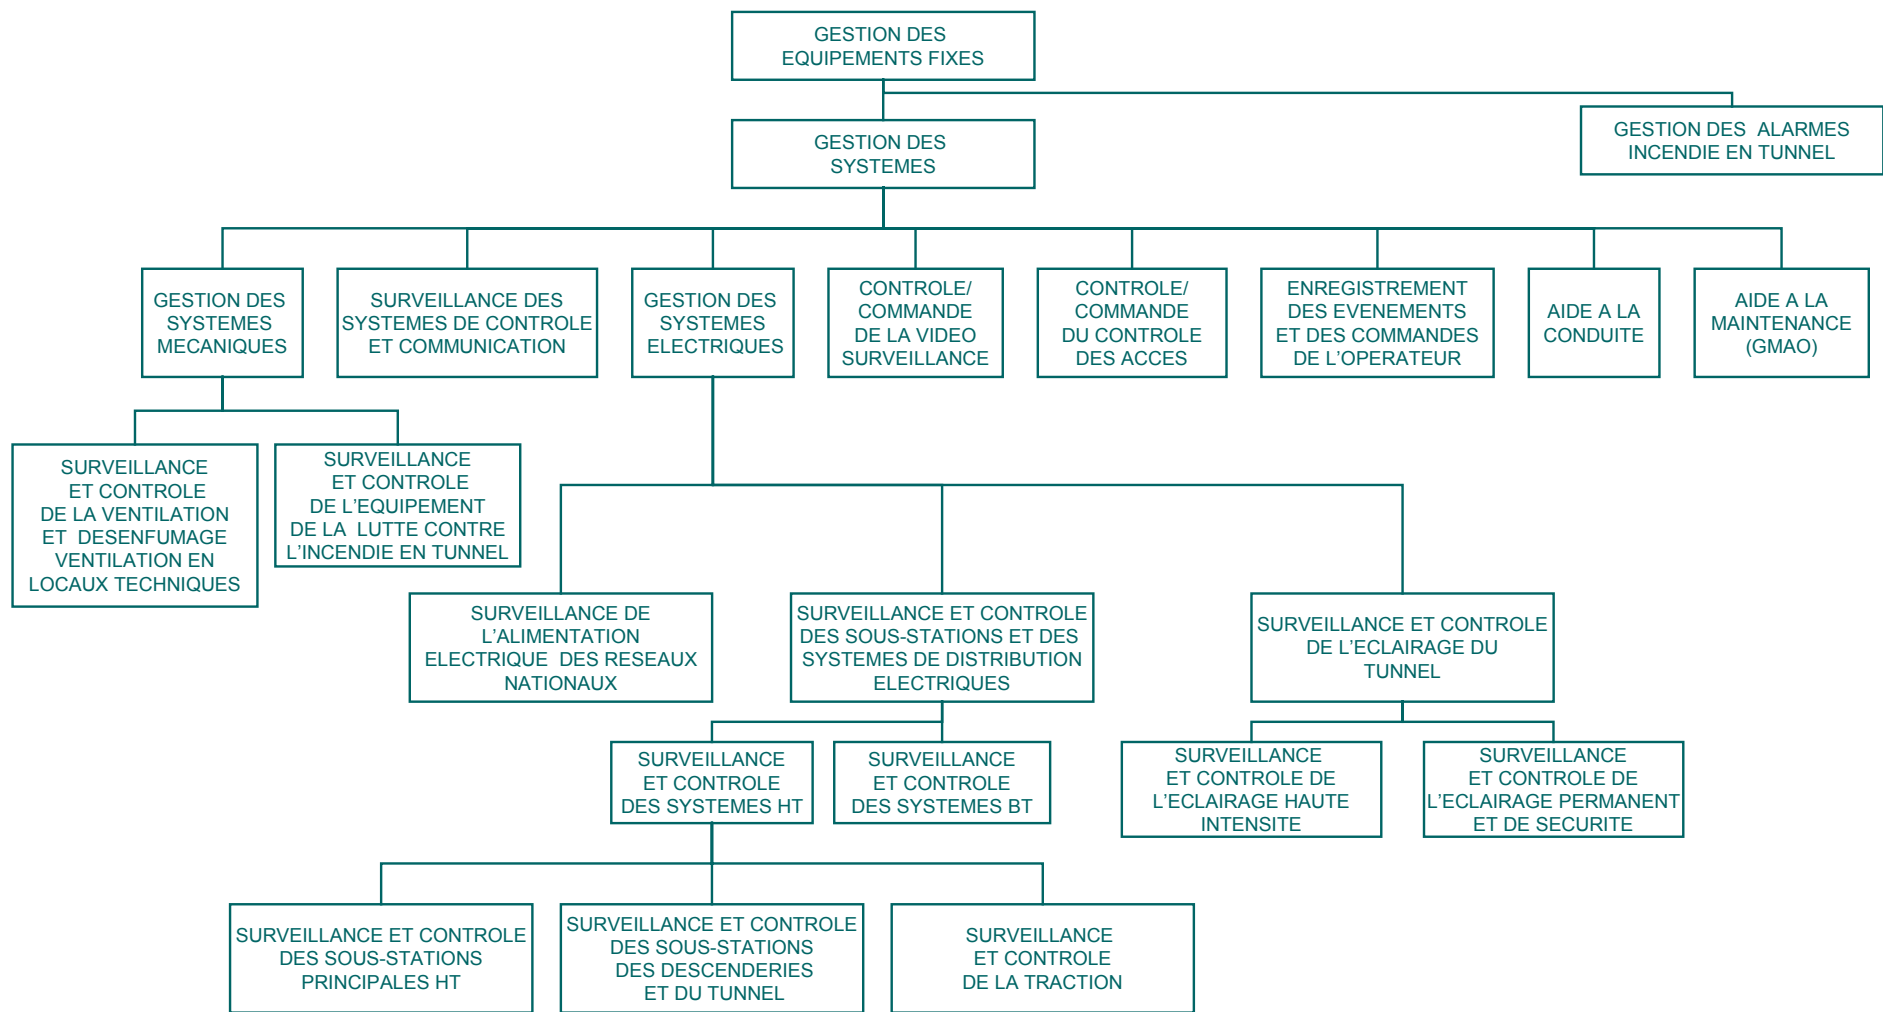 GESTION DES
EQUIPEMENTS FIXES
GESTION DES ALARMES
INCENDIE EN TUNNEL
GESTION DES
SYSTEMES
GESTION DES
SYSTEMES
MECANIQUES
SURVEILLANCE DES
SYSTEMES DE CONTROLE
ET COMMUNICATION
GESTION DES
SYSTEMES
ELECTRIQUES
CONTROLE/
COMMANDE
DE LA VIDEO
SURVEILLANCE
CONTROLE/
COMMANDE
DU CONTROLE
DES ACCES
ENREGISTREMENT
DES EVENEMENTS
ET DES COMMANDES
DE L'OPERATEUR
AIDE A LA
CONDUITE
AIDE A LA
MAINTENANCE
(GMAO)
SURVEILLANCE
ET CONTROLE
DE LA VENTILATION
ET DESENFUMAGE
VENTILATION EN
LOCAUX TECHNIQUES
SURVEILLANCE
ET CONTROLE
DE L'EQUIPEMENT
DE LA LUTTE CONTRE
L'INCENDIE EN TUNNEL
SURVEILLANCE DE
L'ALIMENTATION
ELECTRIQUE DES RESEAUX
NATIONAUX
SURVEILLANCE ET CONTROLE
DES SOUS-STATIONS ET DES
SYSTEMES DE DISTRIBUTION
ELECTRIQUES
SURVEILLANCE ET CONTROLE
DE L'ECLAIRAGE DU
TUNNEL
SURVEILLANCE
ET CONTROLE
DES SYSTEMES HT
SURVEILLANCE
ET CONTROLE
DES SYSTEMES BT
SURVEILLANCE
ET CONTROLE DE
L'ECLAIRAGE HAUTE
INTENSITE
SURVEILLANCE
ET CONTROLE DE
L'ECLAIRAGE PERMANENT
ET DE SECURITE
SURVEILLANCE ET CONTROLE
DES SOUS-STATIONS
PRINCIPALES HT
SURVEILLANCE ET CONTROLE
DES SOUS-STATIONS
DES DESCENDERIES
ET DU TUNNEL
SURVEILLANCE
ET CONTROLE
DE LA TRACTION